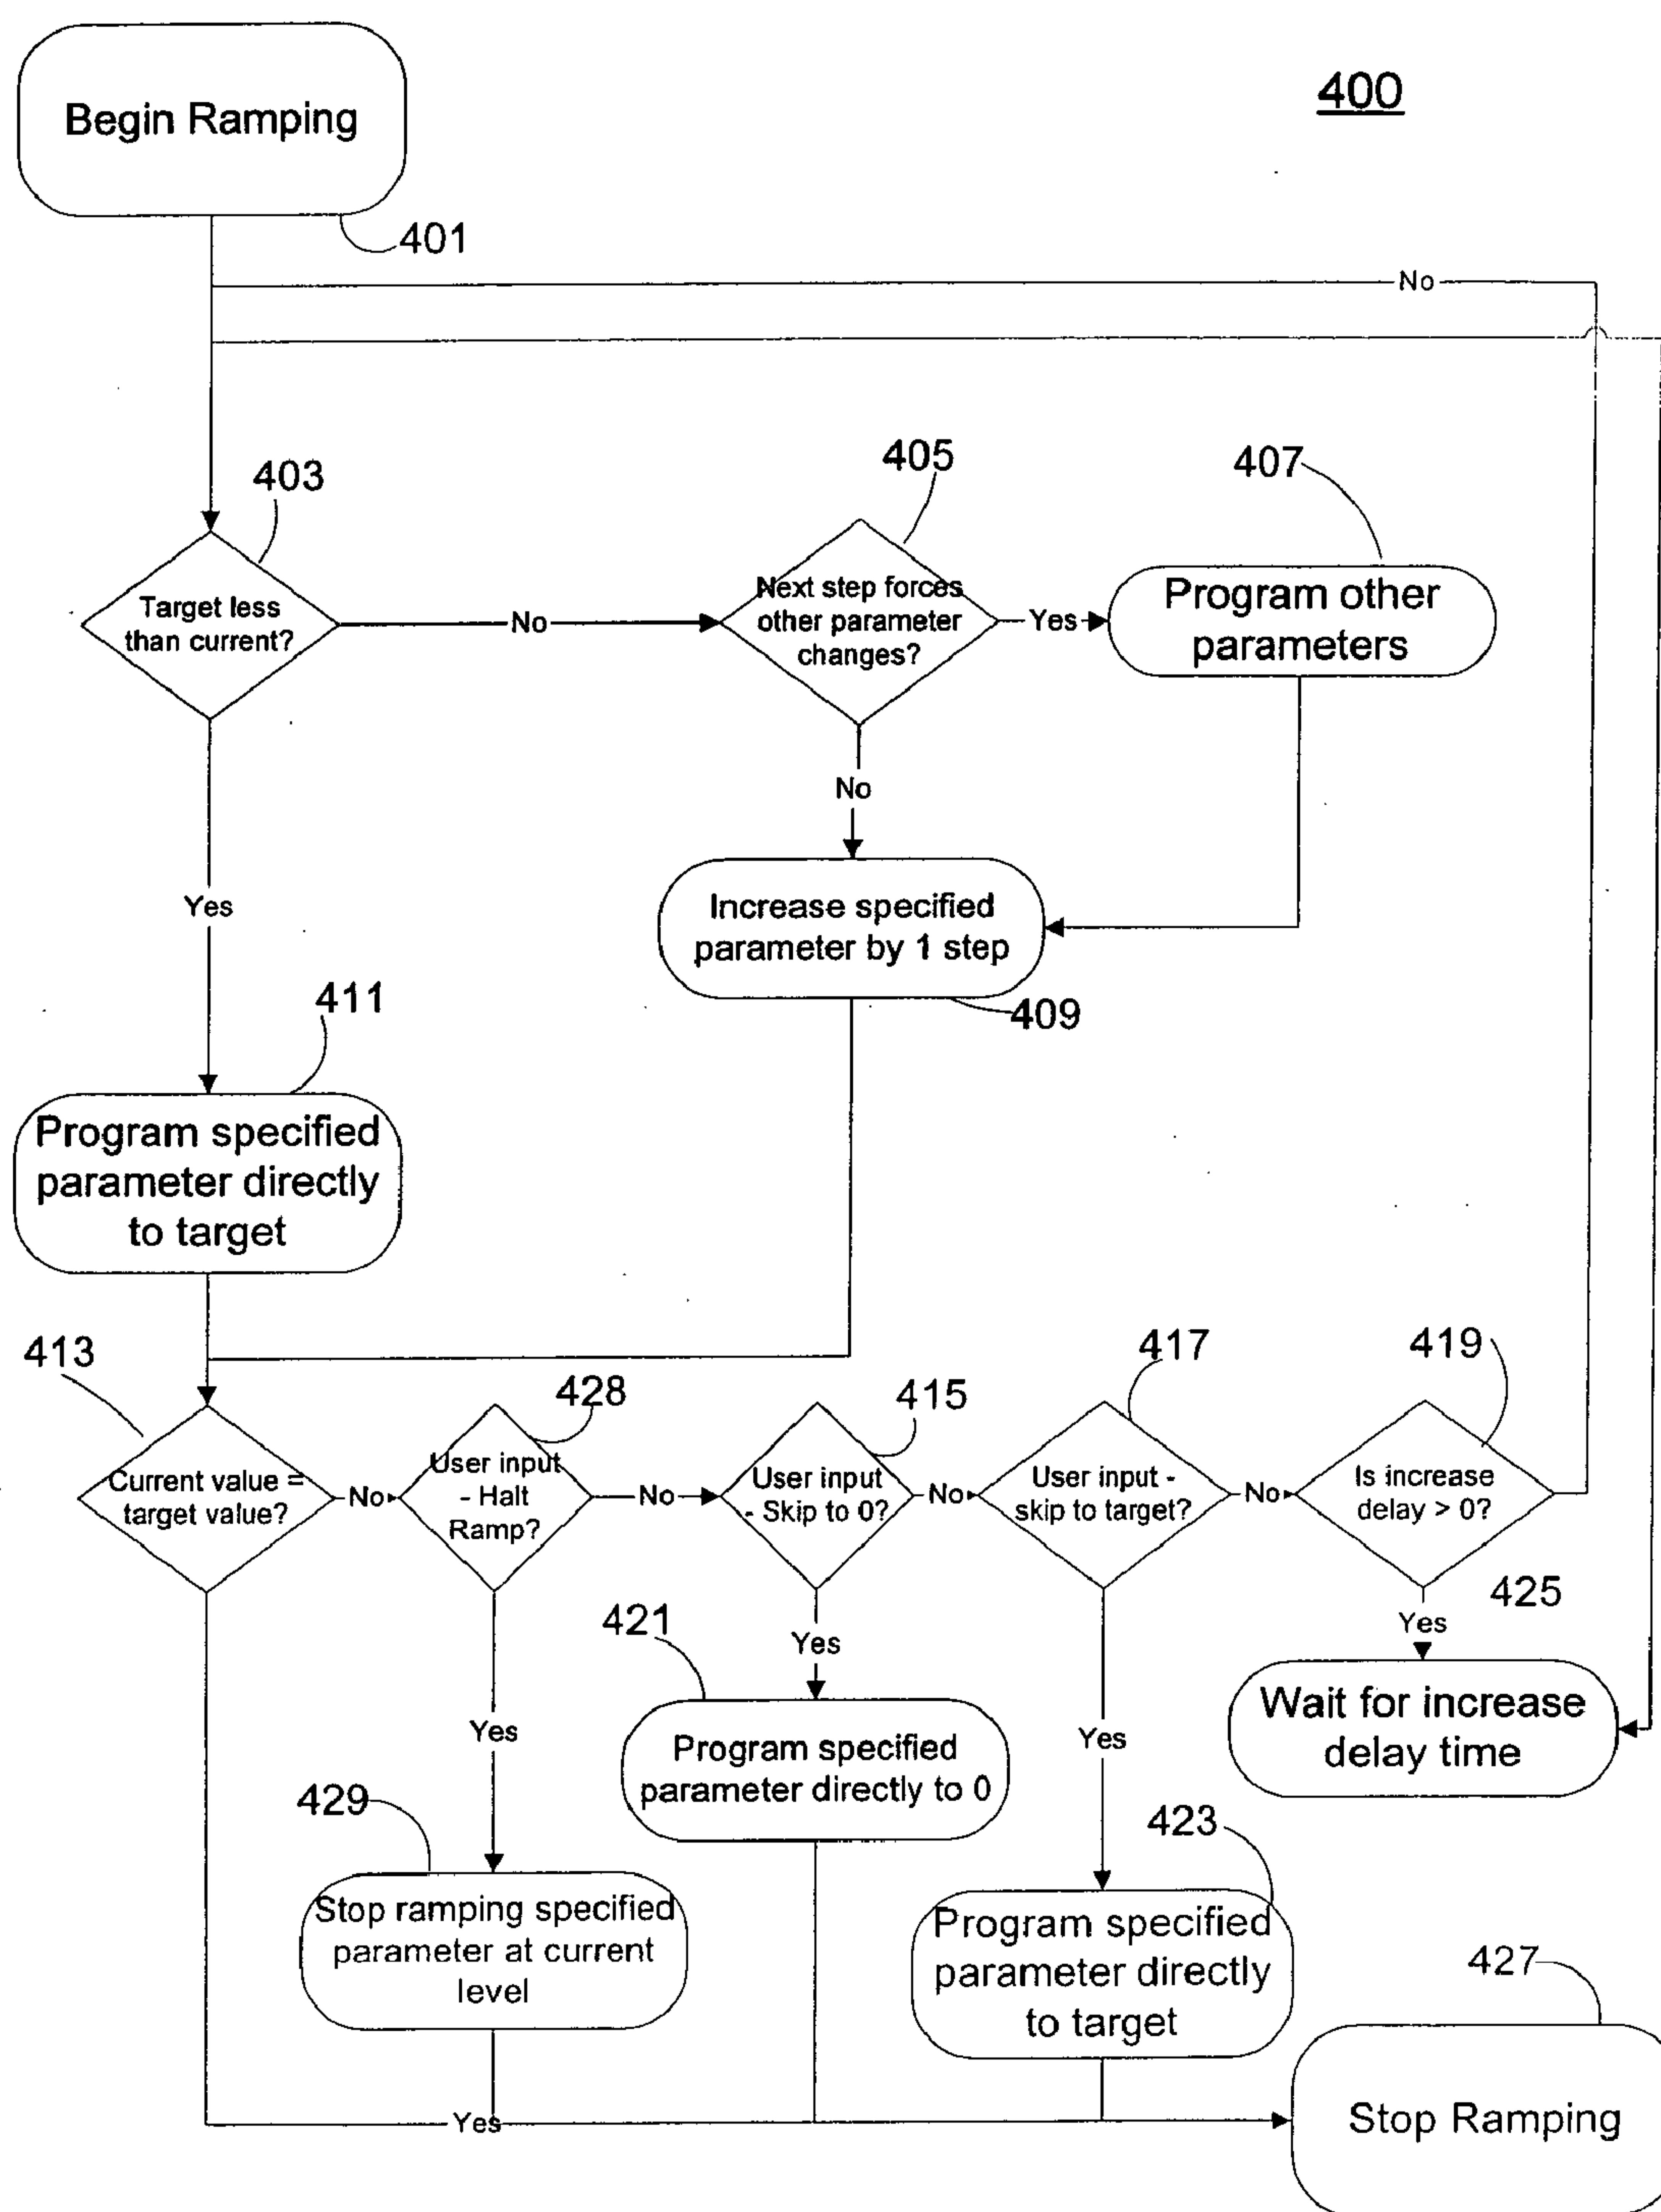 400
Begin Ramping
401
No
403
405
407
Target less
than current?
No
Next step forces
other parameter
changes?
Yes
Program other
parameters
No
Yes
Increase specified
parameter by 1 step
409
411
Program specified
parameter directly
to target
413
428
415
417
419
Current value =
target value?
No
User input
- Halt
Ramp?
No
User input
- Skip to 0?
No
User input -
skip to target?
No
Is increase
delay > 0?
425
421
Yes
Yes
Yes
Yes
Wait for increase
delay time
Program specified
parameter directly to 0
429
423
Stop ramping specified
parameter at current
level
Program specified
parameter directly
to target
427
Yes
Stop Ramping